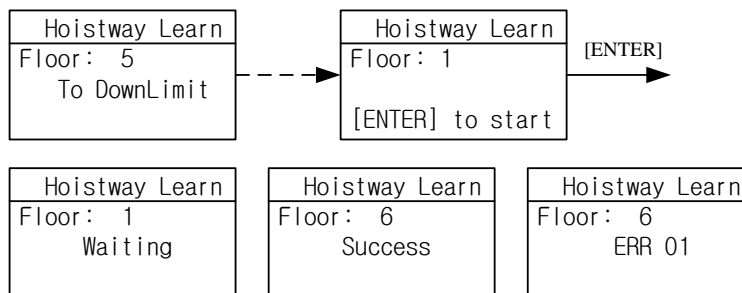 Hoistway Learn
Floor: 5
To DownLimit
Hoistway Learn
Floor: 1
[ENTER] to start
[ENTER]
Hoistway Learn
Floor: 1
Waiting
Hoistway Learn
Floor: 6
Success
Hoistway Learn
Floor: 6
ERR 01